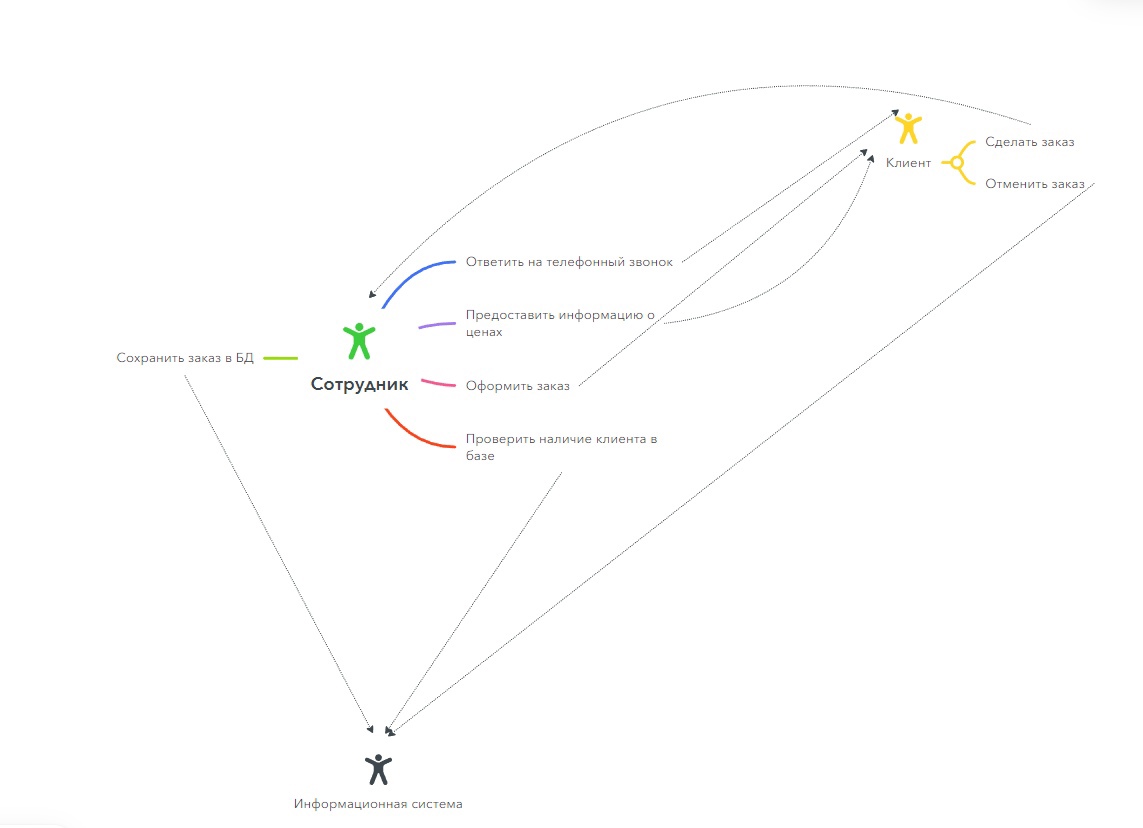 Сделать заказ
Клиент
Отменить заказ
Ответить на телефонный звонок
Предоставить информацию о
ценах
Сохранить заказ в БД
Сотрудник
Оформить заказ
Проверить наличие клиента в
базе
Информационная система